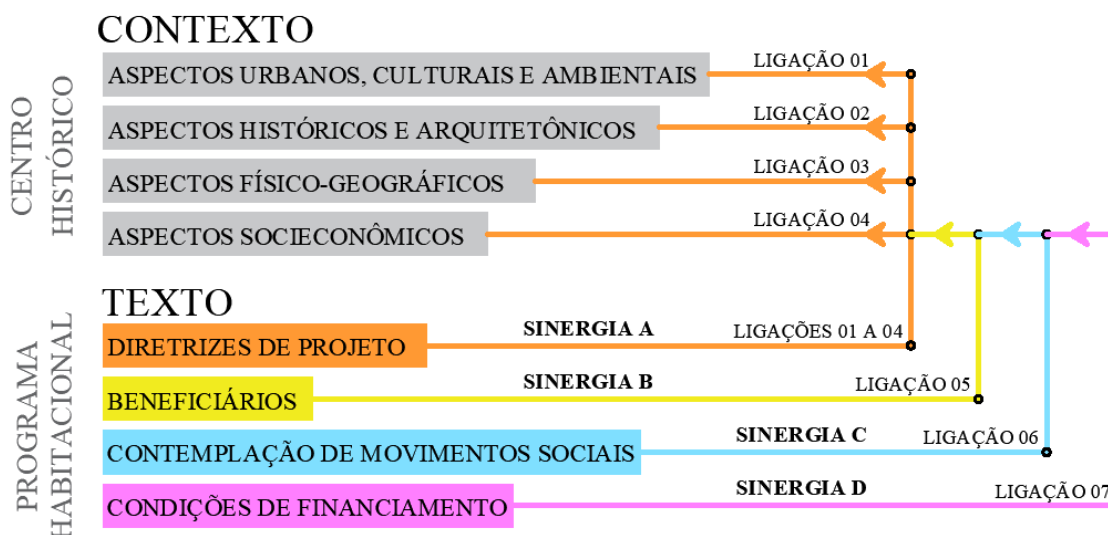 CONTEXTO
CENTRO
HISTÓRICO
ASPECTOS URBANOS, CULTURAIS E AMBIENTAIS
LIGAÇÃO 01
ASPECTOS HISTÓRICOS E ARQUITETÔNICOS
LIGAÇÃO 02
ASPECTOS FÍSICO-GEOGRÁFICOS
LIGAÇÃO 03
ASPECTOS SOCIECONÔMICOS
LIGAÇÃO 04
TEXTO
PROGRAMA
HABITACIONAL
DIRETRIZES DE PROJETO
SINERGIA A
LIGAÇÕES 01 A 04
BENEFICIÁRIOS
SINERGIA B
LIGAÇÃO 05
CONTEMPLAÇÃO DE MOVIMENTOS SOCIAIS
SINERGIA C
LIGAÇÃO 06
CONDIÇÕES DE FINANCIAMENTO
SINERGIA D
LIGAÇÃO 07